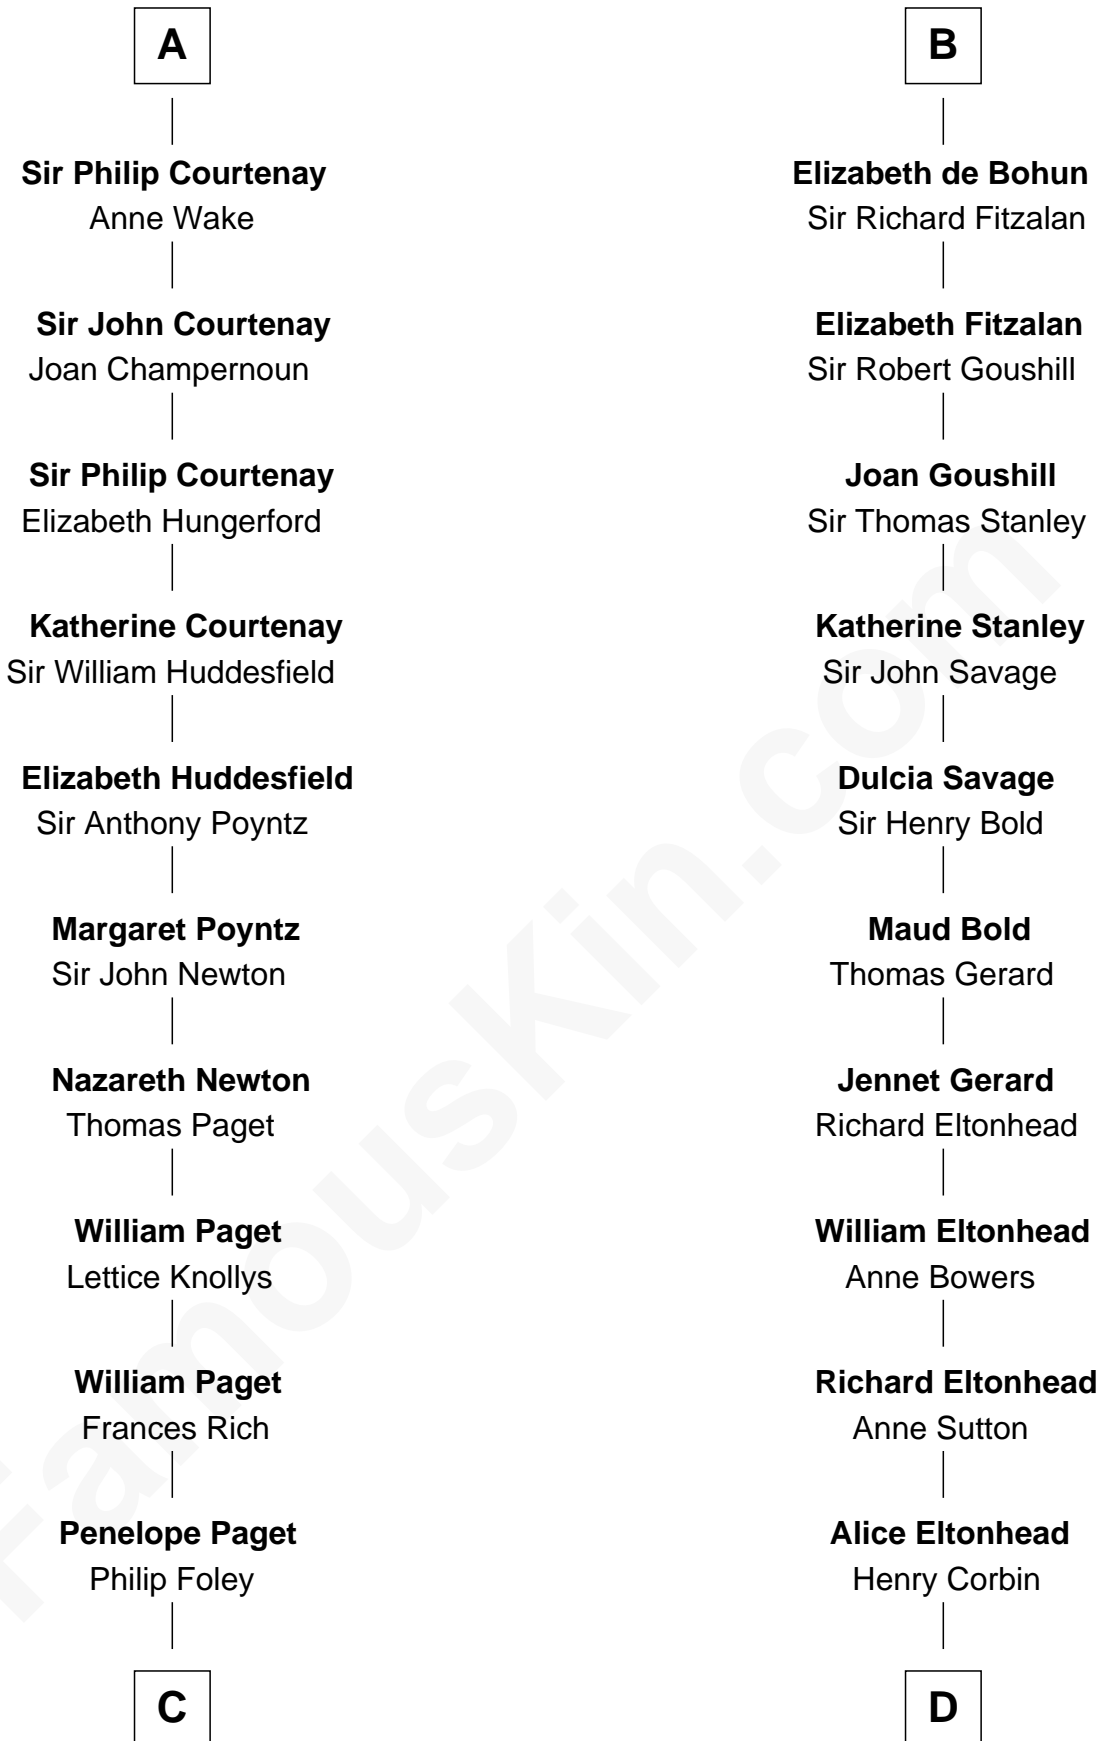 A
Sir Philip Courtenay
Anne Wake
Sir John Courtenay
Joan Champernoun
Sir Philip Courtenay
Elizabeth Hungerford
Katherine Courtenay
Sir William Huddesfield
Elizabeth Huddesfield
Sir Anthony Poyntz
Margaret Poyntz
Sir John Newton
Nazareth Newton
Thomas Paget
William Paget
Lettice Knollys
William Paget
Frances Rich
Penelope Paget
Philip Foley
C
B
Elizabeth de Bohun
Sir Richard Fitzalan
Elizabeth Fitzalan
Sir Robert Goushill
Joan Goushill
Sir Thomas Stanley
Katherine Stanley
Sir John Savage
Dulcia Savage
Sir Henry Bold
Maud Bold
Thomas Gerard
Jennet Gerard
Richard Eltonhead
William Eltonhead
Anne Bowers
Richard Eltonhead
Anne Sutton
Alice Eltonhead
Henry Corbin
D
FamousKin.com